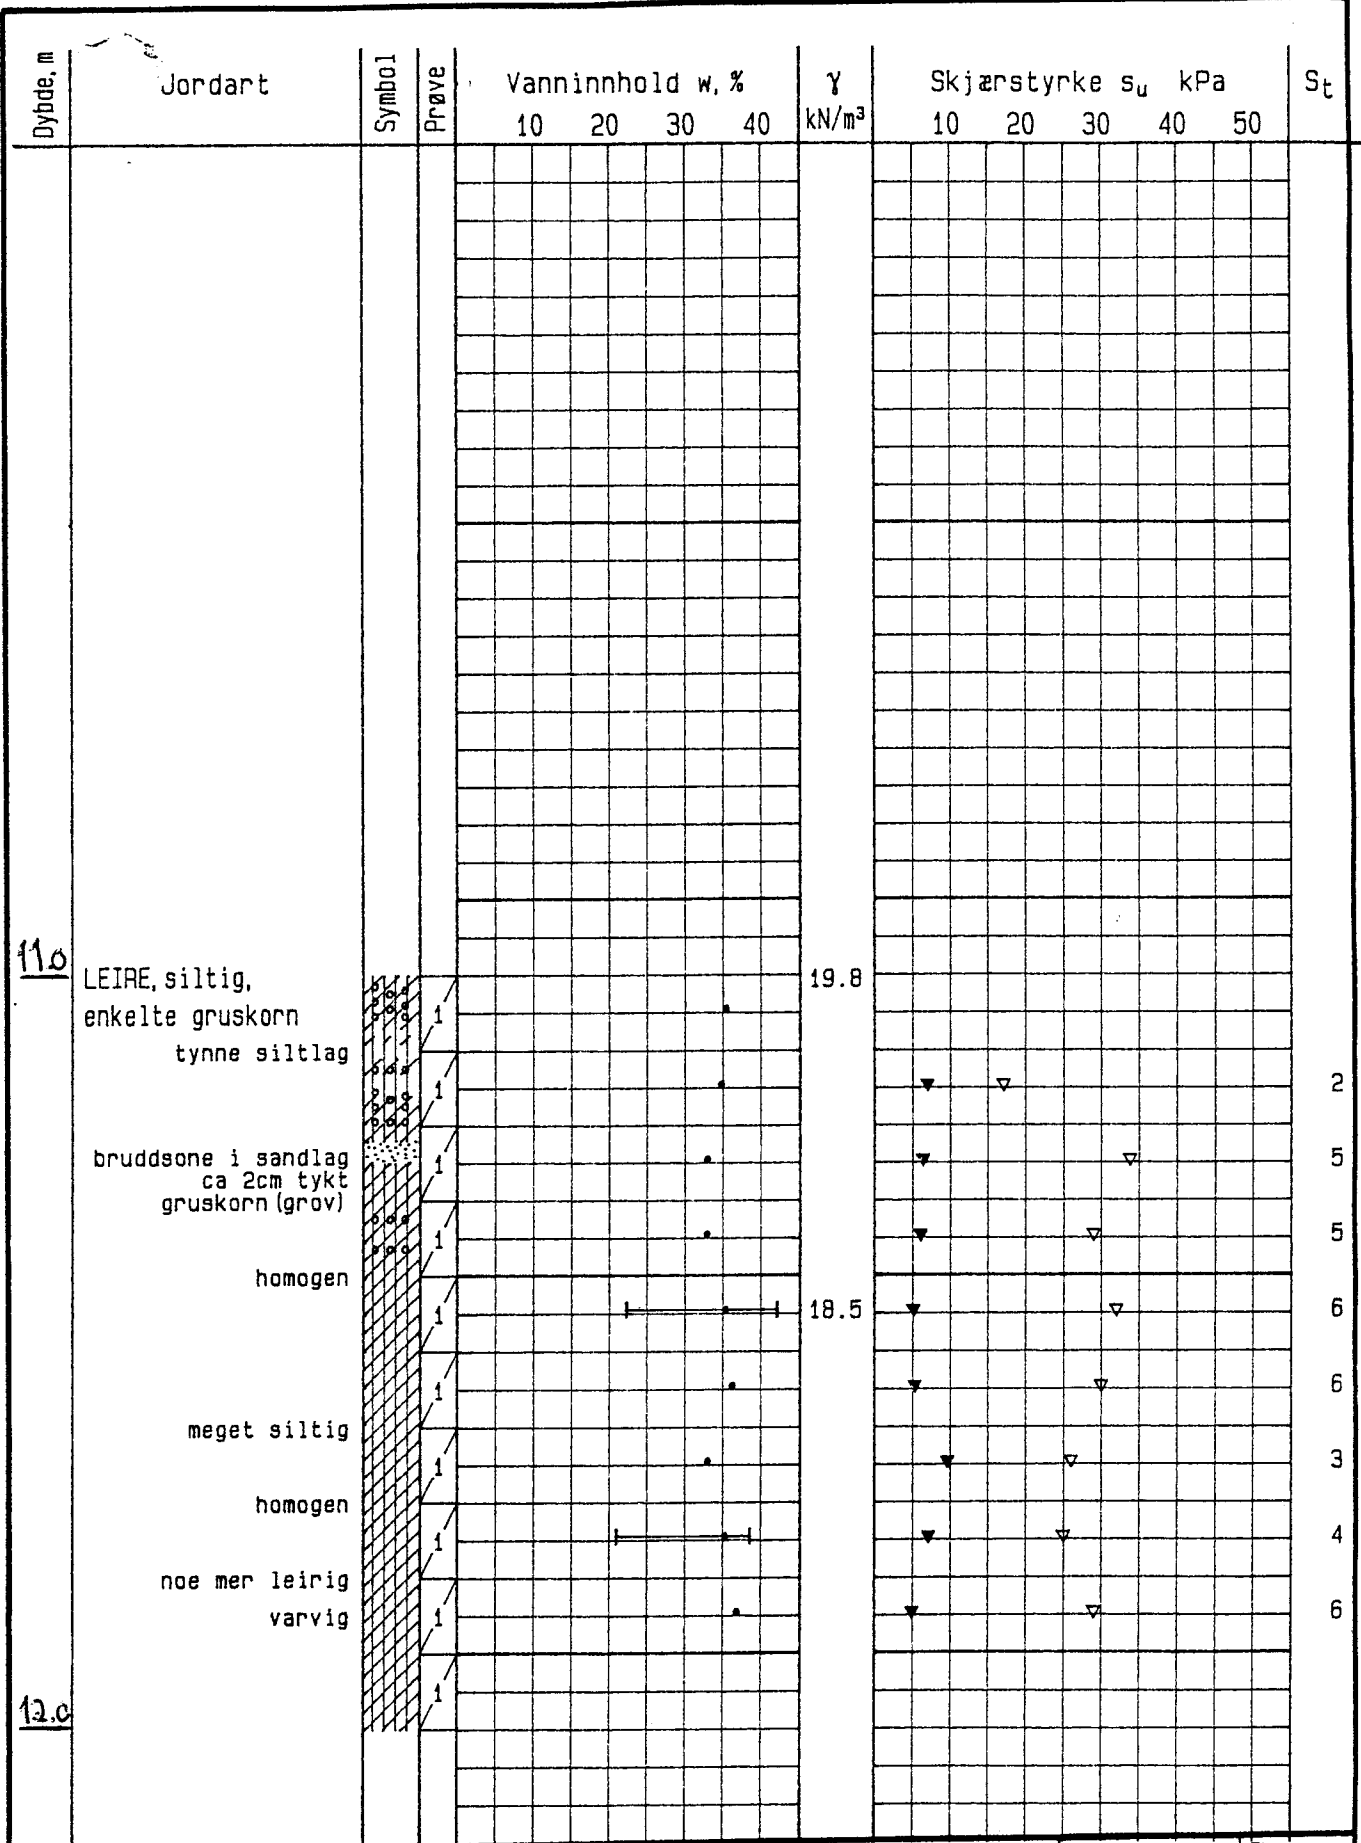 Dybde, m Jordart Symbol Prøve Vanninnhold w, % γ Skjærstyrke su kPa St
10 20 30 40 kN/m³ 10 20 30 40 50
11.0
LEIRE, siltig, 19.8
enkelte gruskorn 1
tynne siltlag
1 2
bruddsone i sandlag 1 5
ca 2cm tykt
gruskorn (grov)
1 5
homogen
1 18.5 6
1 6
meget siltig
1 3
homogen
1 4
noe mer leirig
varvig 1 6
1
12.0